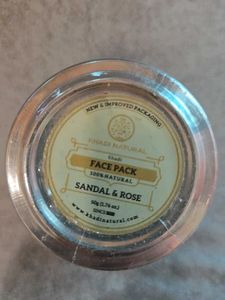 NEW & IMPROVED PACKAGING
KHADI NATURAL
Khadi
FACE PACK
100% NATURAL
SANDAL & ROSE
50g (1.76 oz.)
SINCE
www.khadinatural.com